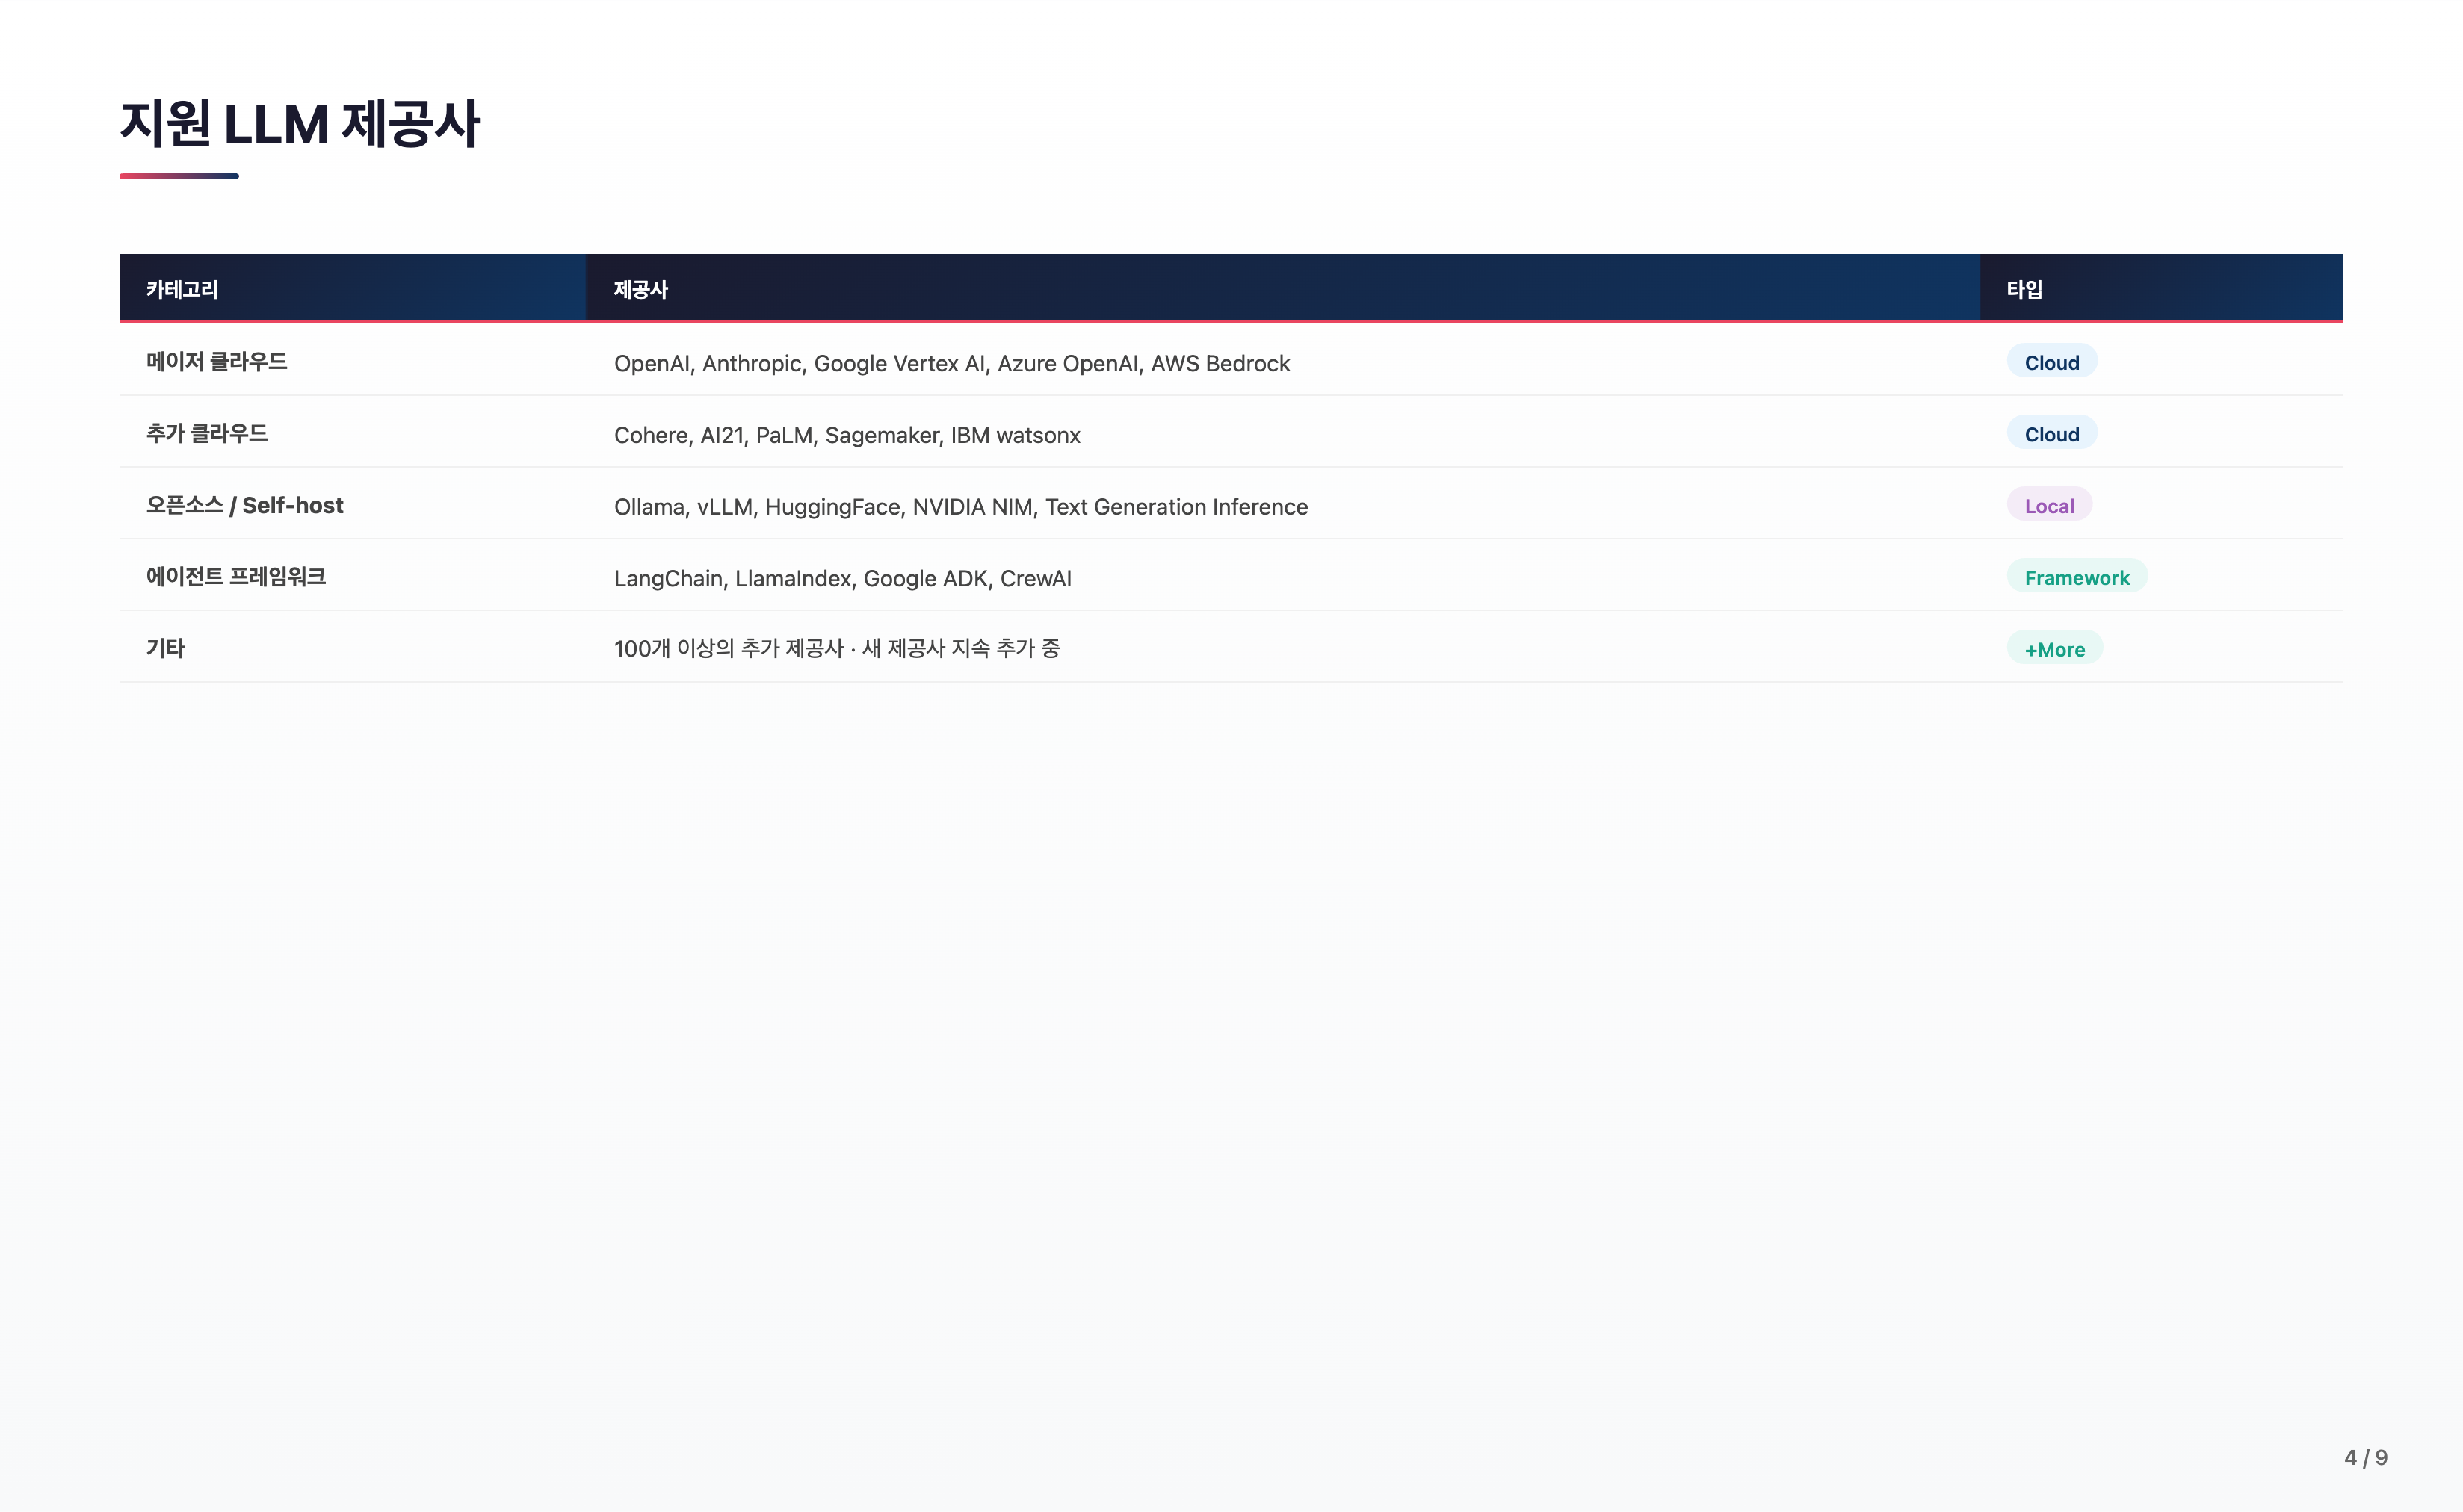 지원 LLM 제공사
카테고리 제공사 타입
메이저 클라우드 OpenAI, Anthropic, Google Vertex AI, Azure OpenAI, AWS Bedrock Cloud
추가 클라우드 Cohere, AI21, PaLM, Sagemaker, IBM watsonx Cloud
오픈소스 / Self-host Ollama, vLLM, HuggingFace, NVIDIA NIM, Text Generation Inference Local
에이전트 프레임워크 LangChain, LlamaIndex, Google ADK, CrewAI Framework
기타 100개 이상의 추가 제공사 · 새 제공사 지속 추가 중 +More
4 / 9